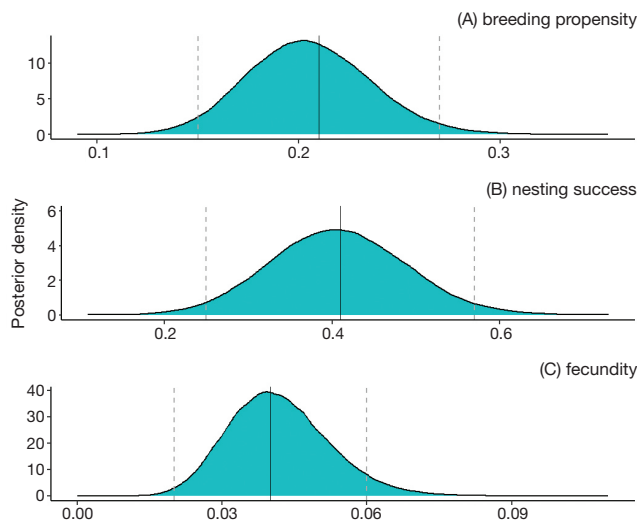 (A) breeding propensity
10
5
0
0.1 0.2 0.3
(B) nesting success
6
4
2
0
0.2 0.4 0.6
Posterior density
(C) fecundity
40
30
20
10
0
0.00 0.03 0.06 0.09